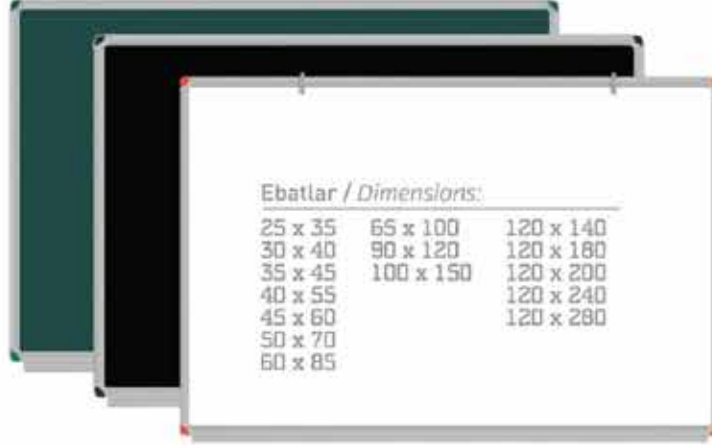 Ebatlar / Dimensions:
25 x 35
30 x 40
35 x 45
40 x 55
45 x 60
50 x 70
60 x 85
65 x 100
90 x 120
100 x 150
120 x 140
120 x 180
120 x 200
120 x 240
120 x 280